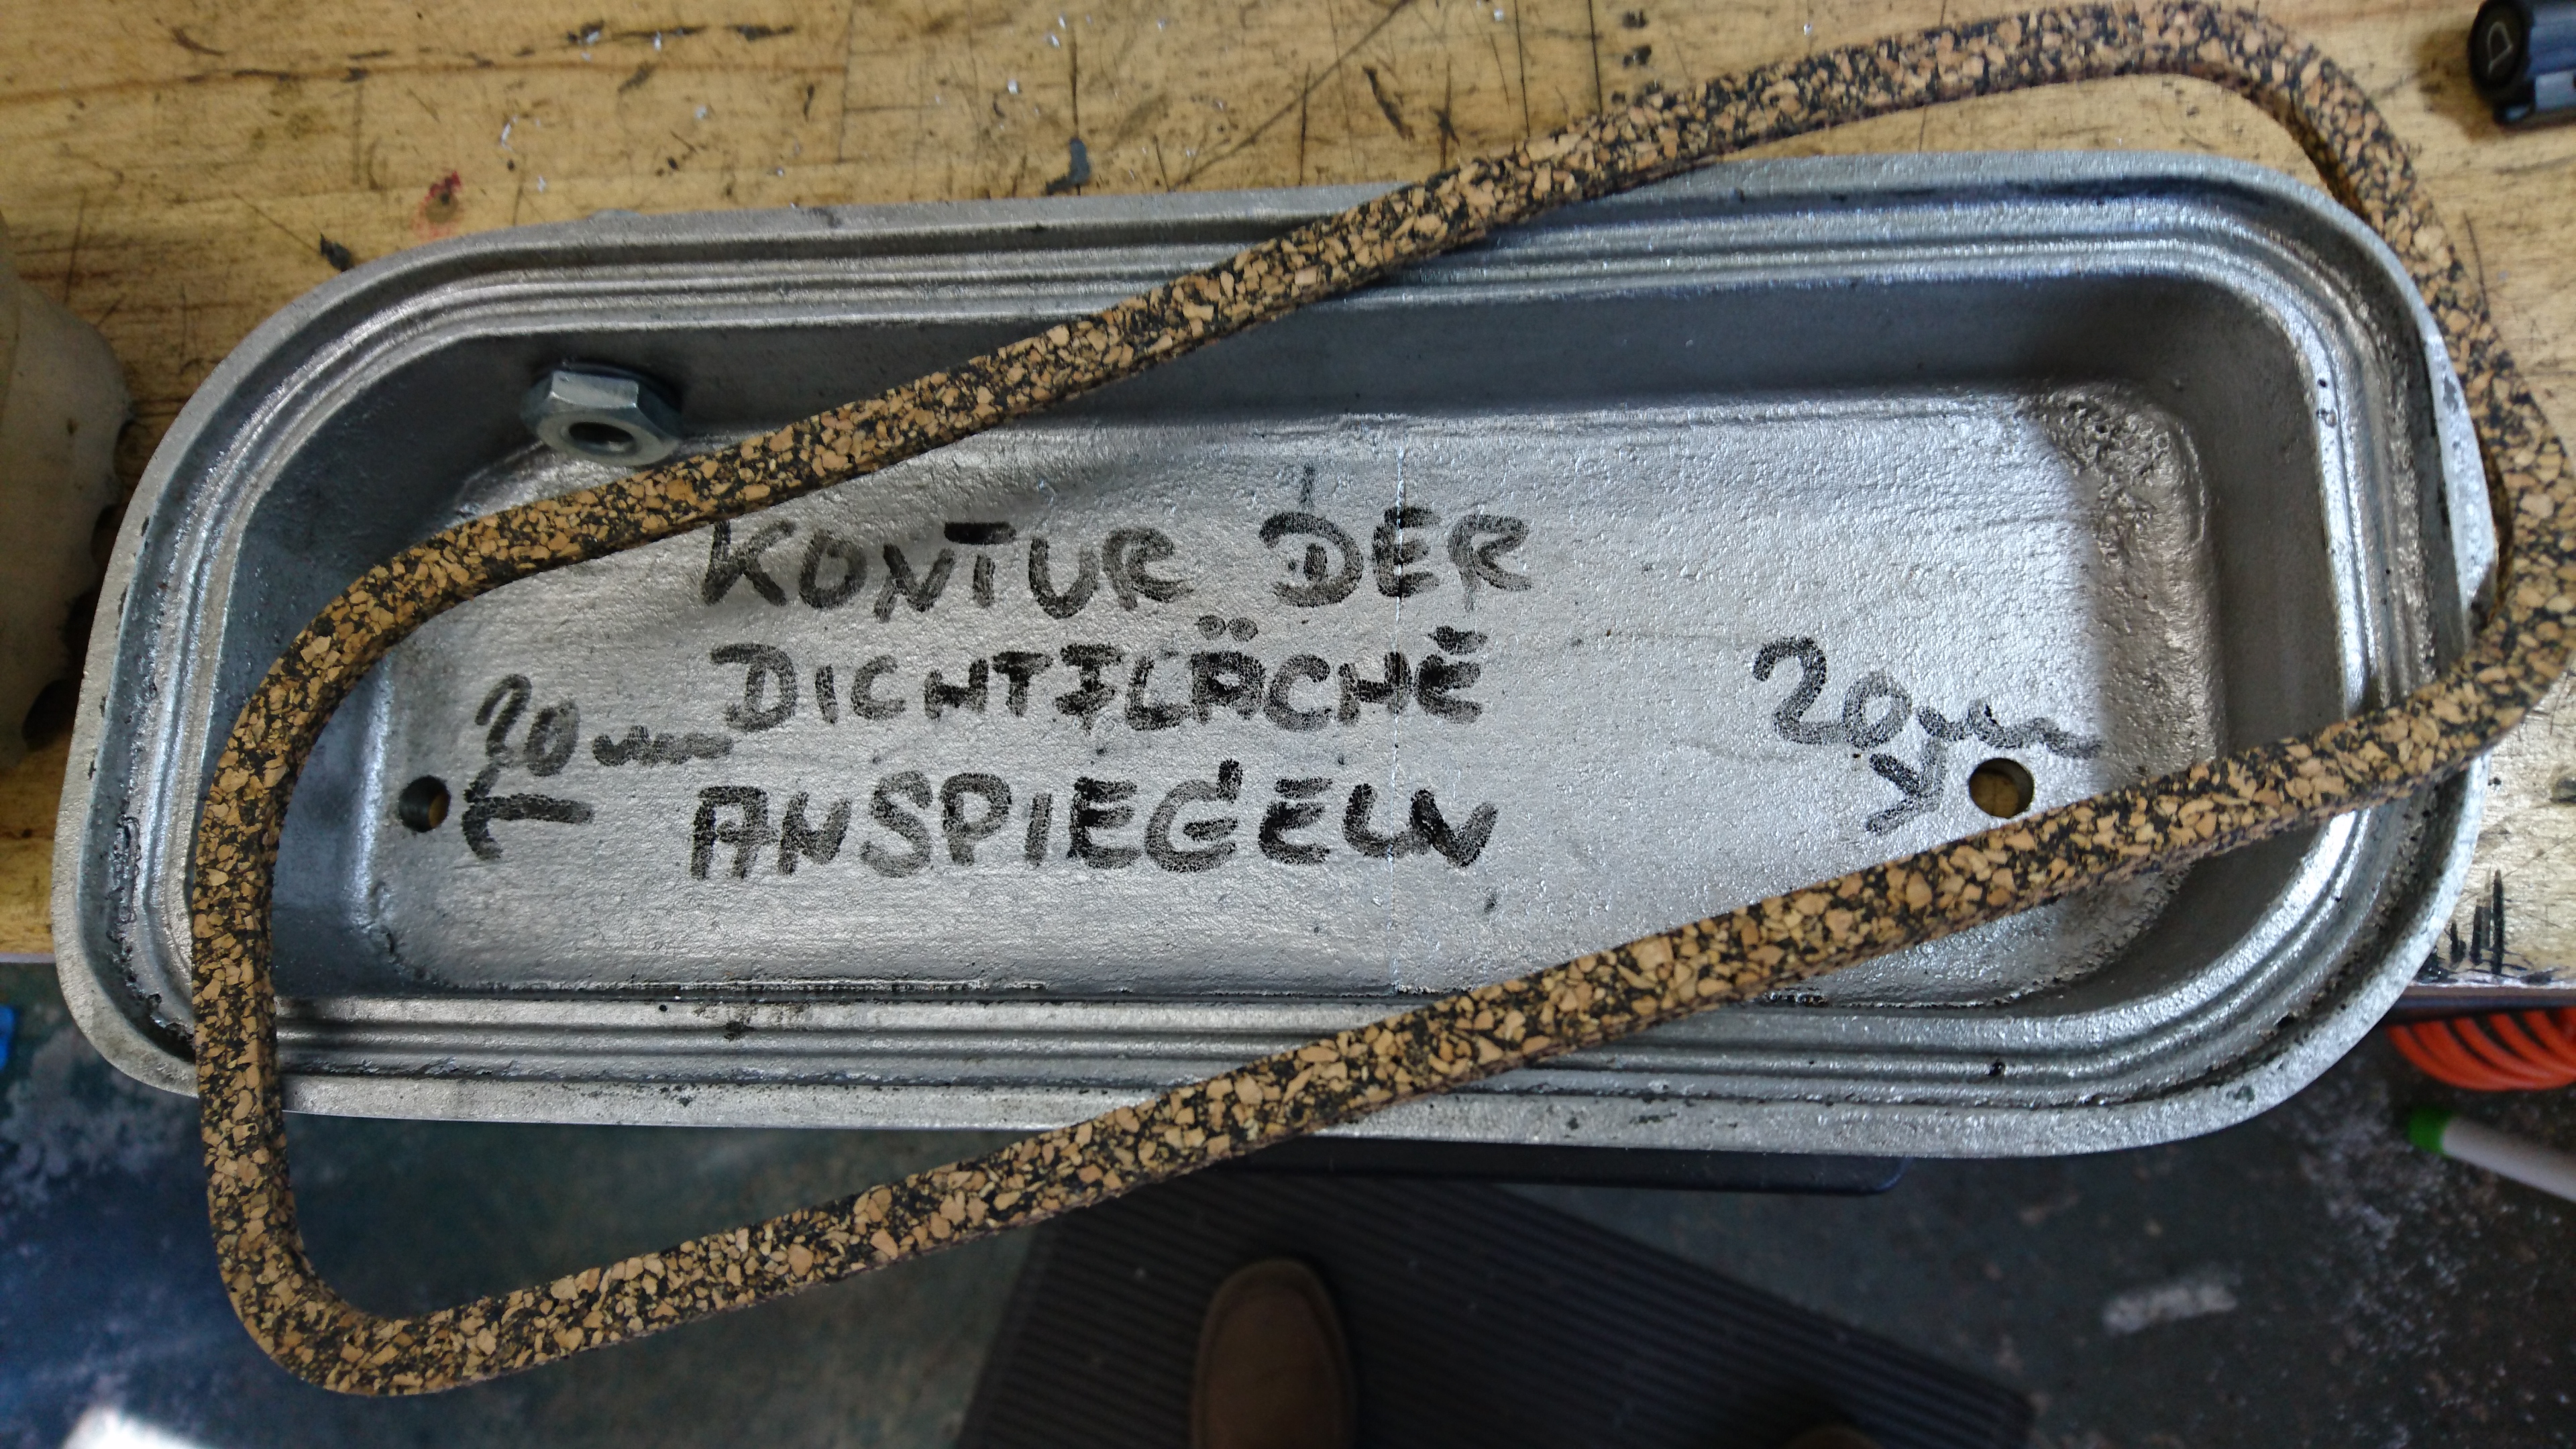 KONTUR DER
DICHTFLÄCHE
20mm
20mm
ANSPIEGELN